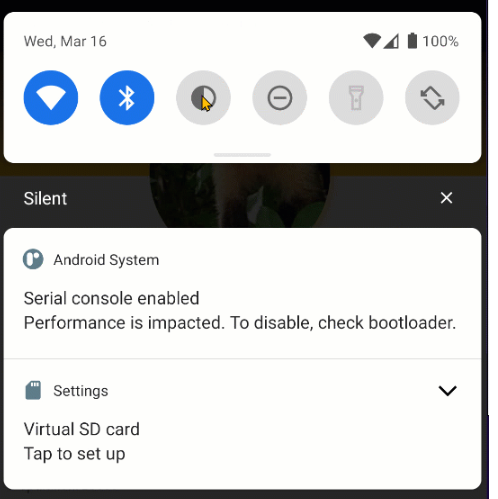 Wed, Mar 16
100%
Silent
Android System
Serial console enabled
Performance is impacted. To disable, check bootloader.
Settings
Virtual SD card
Tap to set up